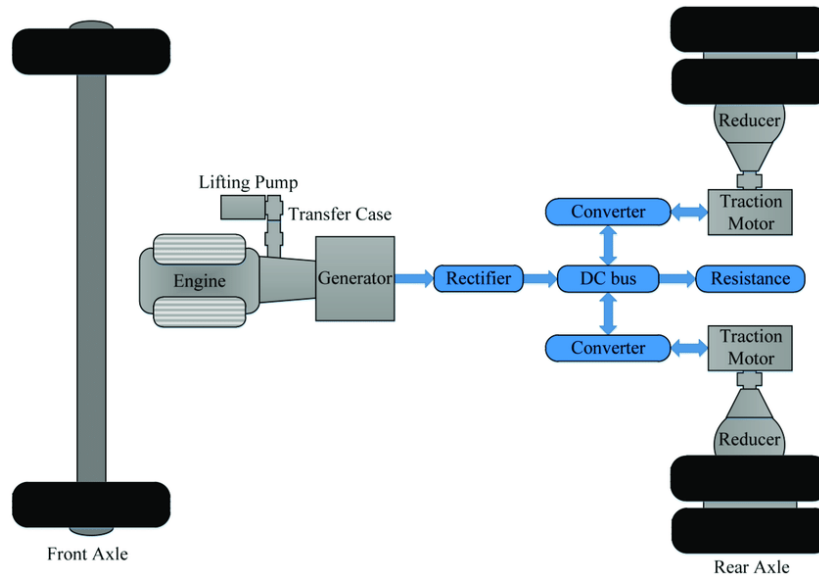 Reducer
Lifting Pump
Transfer Case
Converter
Traction
Motor
Engine
Generator
Rectifier
DC bus
Resistance
Converter
Traction
Motor
Reducer
Front Axle
Rear Axle